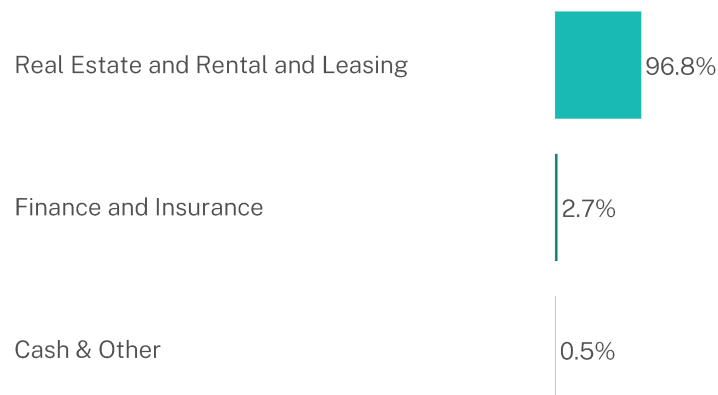 Real Estate and Rental and Leasing 96.8%
Finance and Insurance 2.7%
Cash & Other 0.5%